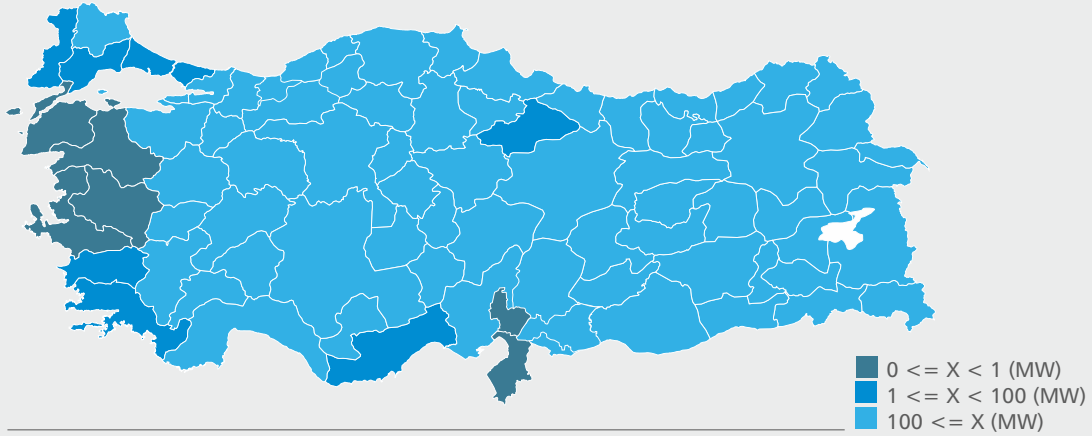 0 <= X < 1 (MW)
1 <= X < 100 (MW)
100 <= X (MW)